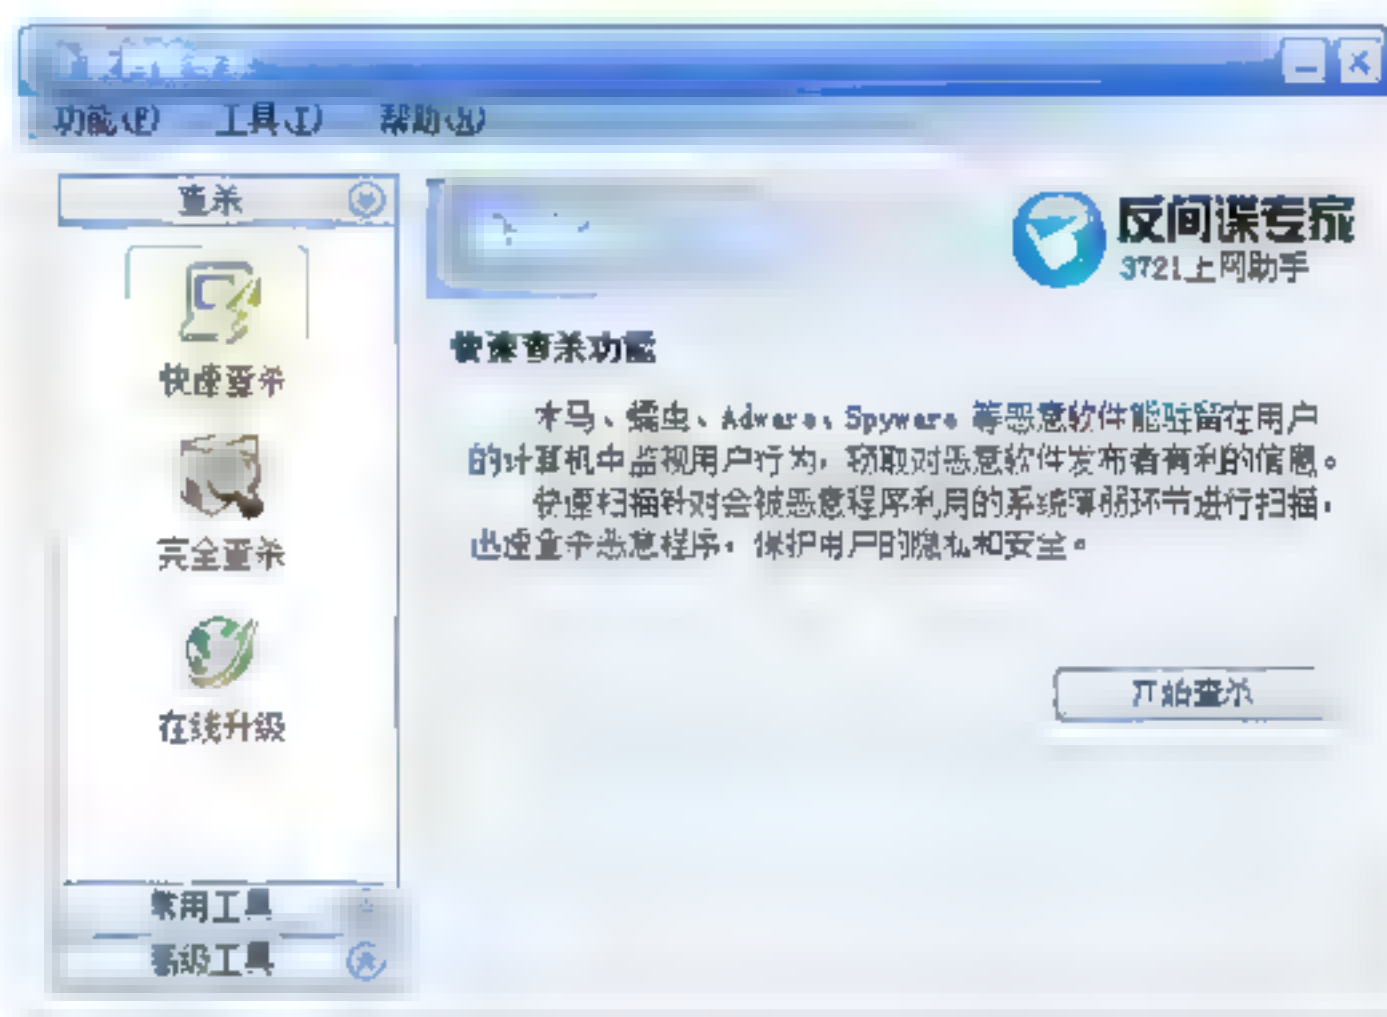 功能(F) 工具(T) 帮助(H)
查杀
反间谍专家
3721上网助手
快速查杀功能
快速查杀
木马、蠕虫、Adware、Spyware 等恶意软件能驻留在用户
的计算机中监视用户行为，获取对恶意软件发布者有利的信息。
快速扫描针对会被恶意程序利用的系统薄弱环节进行扫描，
迅速查杀恶意程序，保护用户的隐私和安全。
完全查杀
开始查杀
在线升级
常用工具
高级工具